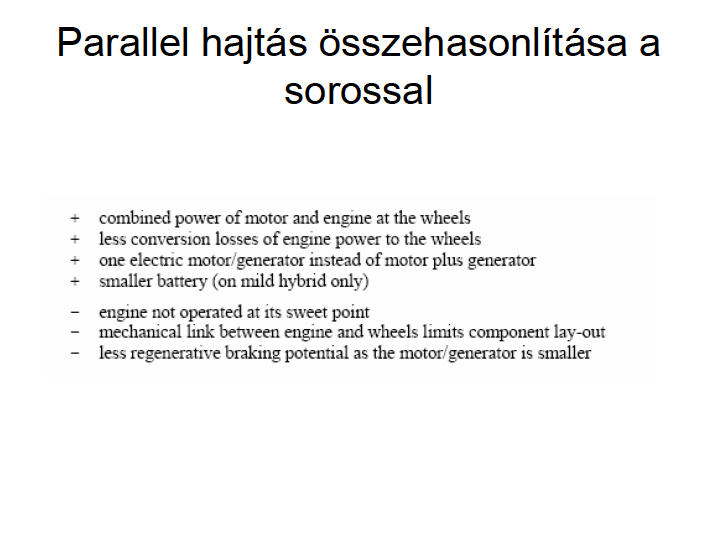 Parallel hajtás összehasonlítása a
sorossal
+ combined power of motor and engine at the wheels
+ less conversion losses of engine power to the wheels
+ one electric motor/generator instead of motor plus generator
+ smaller battery (on mild hybrid only)
− engine not operated at its sweet point
− mechanical link between engine and wheels limits component lay-out
− less regenerative braking potential as the motor/generator is smaller